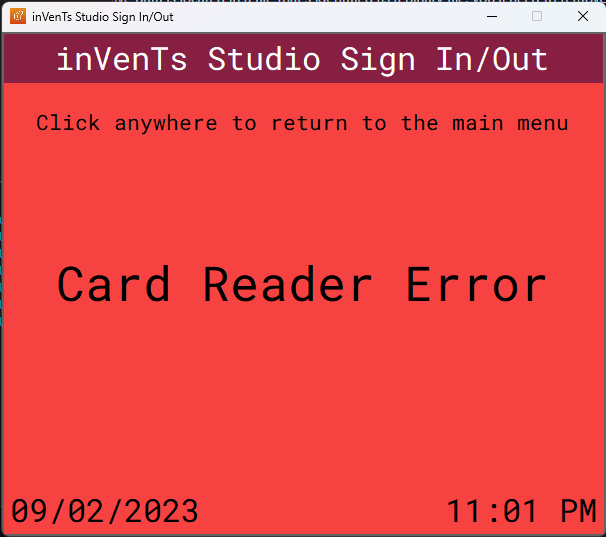 inVenTs Studio Sign In/Out
inVenTs Studio Sign In/Out
Click anywhere to return to the main menu
Card Reader Error
09/02/2023
11:01 PM